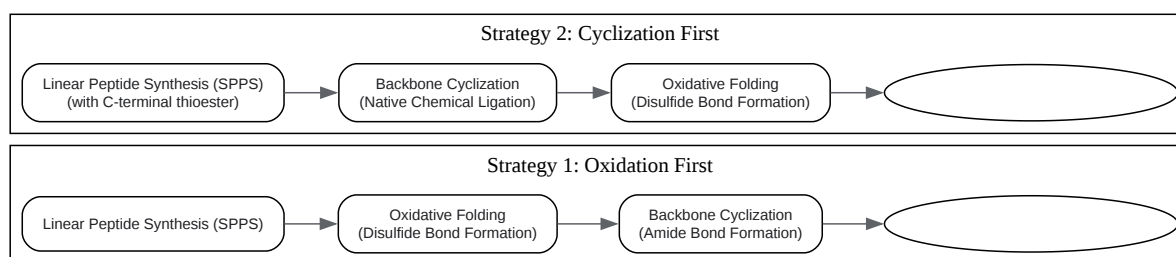 Strategy 2: Cyclization First
Linear Peptide Synthesis (SPPS)
(with C-terminal thioester)
Backbone Cyclization
(Native Chemical Ligation)
Oxidative Folding
(Disulfide Bond Formation)
Strategy 1: Oxidation First
Linear Peptide Synthesis (SPPS)
Oxidative Folding
(Disulfide Bond Formation)
Backbone Cyclization
(Amide Bond Formation)